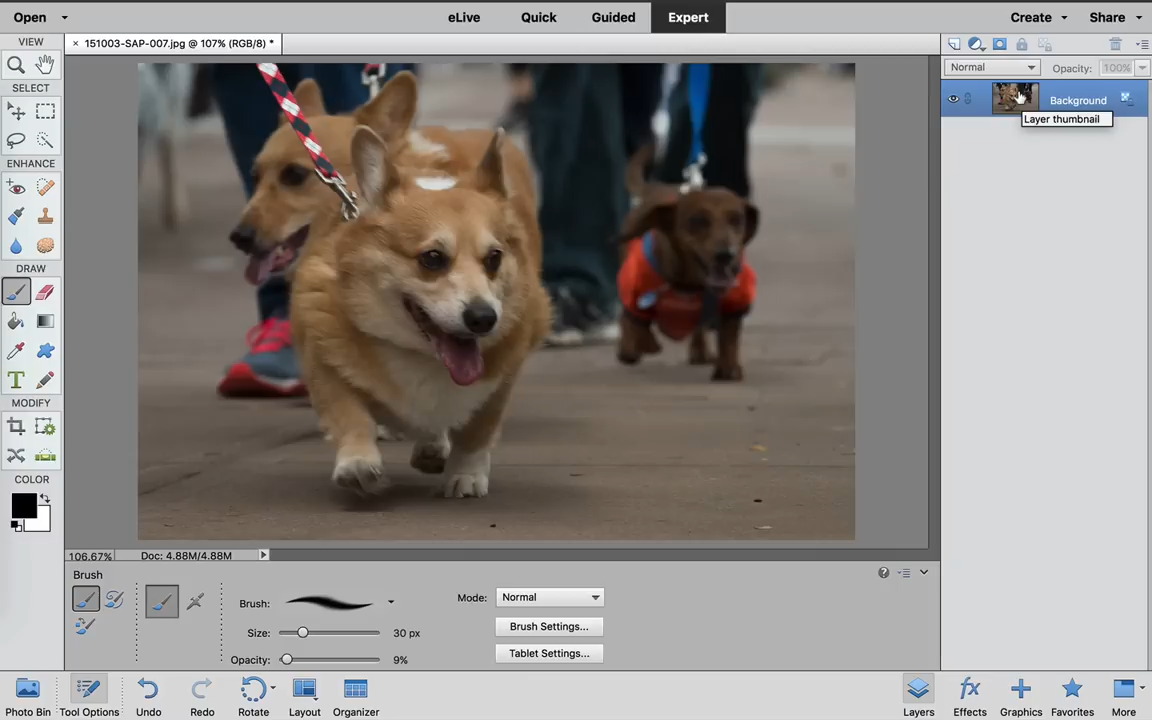 Open
eLive
Quick
Guided
Expert
Create
Share
VIEW
× 151003-SAP-007.jpg @ 107% (RGB/8) *
Normal
Opacity: 100%
SELECT
Background
Layer thumbnail
ENHANCE
DRAW
T
MODIFY
COLOR
106.67%
Doc: 4.88M/4.88M
Brush
?
Brush:
Mode:
Normal
Size:
30 px
Brush Settings...
Opacity:
9%
Tablet Settings...
Photo Bin
Tool Options
Undo
Redo
Rotate
Layout
Organizer
Layers
fx
Effects
Graphics
Favorites
More